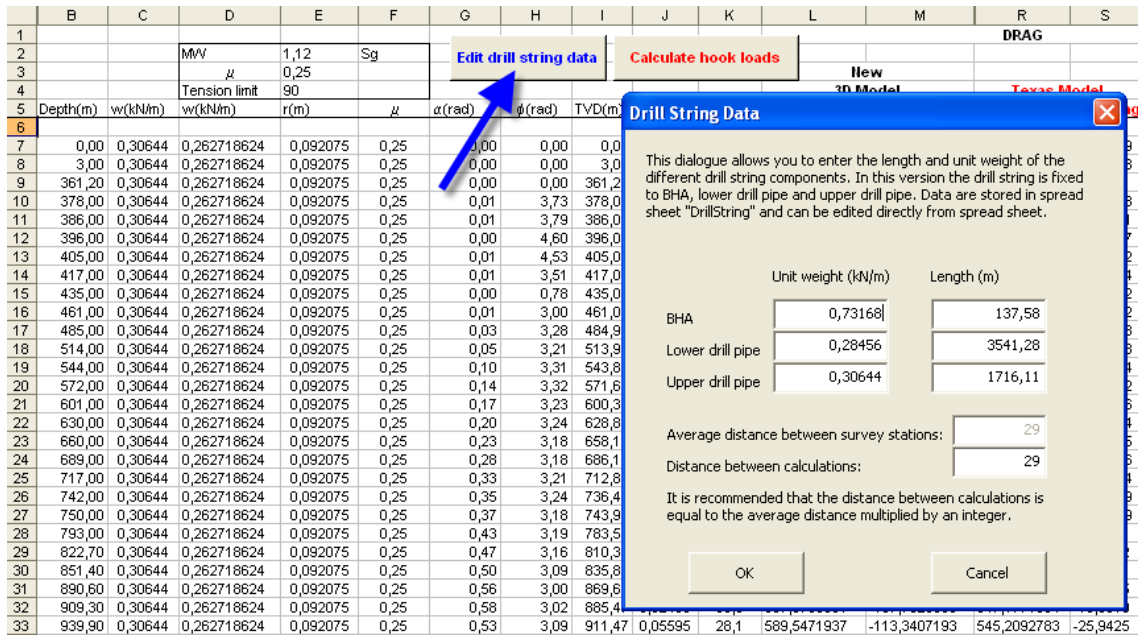 B C D E F G H I J K L M R S
1 DRAG
2 MW 1,12 Sg Edit drill string data Calculate hook loads
3 μ 0,25 New
4 Tension limit 90 3D Model Texas Model
5 Depth(m) w(kN/m) w(kN/m) r(m) μ α(rad) ϕ(rad) TVD(m)
6
7 0,00 0,30644 0,262718624 0,092075 0,25 0,00 0,00 0,0
8 3,00 0,30644 0,262718624 0,092075 0,25 0,00 0,00 3,0
9 361,20 0,30644 0,262718624 0,092075 0,25 0,00 0,00 361,2
10 378,00 0,30644 0,262718624 0,092075 0,25 0,01 3,73 378,0
11 386,00 0,30644 0,262718624 0,092075 0,25 0,01 3,79 386,0
12 396,00 0,30644 0,262718624 0,092075 0,25 0,00 4,60 396,0
13 405,00 0,30644 0,262718624 0,092075 0,25 0,01 4,53 405,0
14 417,00 0,30644 0,262718624 0,092075 0,25 0,01 3,51 417,0
15 435,00 0,30644 0,262718624 0,092075 0,25 0,00 0,78 435,0
16 461,00 0,30644 0,262718624 0,092075 0,25 0,01 3,00 461,0
17 485,00 0,30644 0,262718624 0,092075 0,25 0,03 3,28 484,9
18 514,00 0,30644 0,262718624 0,092075 0,25 0,05 3,21 513,9
19 544,00 0,30644 0,262718624 0,092075 0,25 0,10 3,31 543,8
20 572,00 0,30644 0,262718624 0,092075 0,25 0,14 3,32 571,6
21 601,00 0,30644 0,262718624 0,092075 0,25 0,17 3,23 600,3
22 630,00 0,30644 0,262718624 0,092075 0,25 0,20 3,24 628,8
23 660,00 0,30644 0,262718624 0,092075 0,25 0,23 3,18 658,1
24 689,00 0,30644 0,262718624 0,092075 0,25 0,28 3,18 686,1
25 717,00 0,30644 0,262718624 0,092075 0,25 0,33 3,21 712,8
26 742,00 0,30644 0,262718624 0,092075 0,25 0,35 3,24 736,4
27 750,00 0,30644 0,262718624 0,092075 0,25 0,37 3,18 743,9
28 793,00 0,30644 0,262718624 0,092075 0,25 0,43 3,19 783,5
29 822,70 0,30644 0,262718624 0,092075 0,25 0,47 3,16 810,3
30 851,40 0,30644 0,262718624 0,092075 0,25 0,50 3,09 835,8
31 890,60 0,30644 0,262718624 0,092075 0,25 0,56 3,00 869,6
32 909,30 0,30644 0,262718624 0,092075 0,25 0,58 3,02 885,4
33 939,90 0,30644 0,262718624 0,092075 0,25 0,53 3,09 911,47 0,05595 28,1 589,5471937 -113,3407193 545,2092783 -25,9425
Drill String Data
This dialogue allows you to enter the length and unit weight of the
different drill string components. In this version the drill string is fixed
to BHA, lower drill pipe and upper drill pipe. Data are stored in spread
sheet "DrillString" and can be edited directly from spread sheet.
Unit weight (kN/m) Length (m)
BHA 0,73168 137,58
Lower drill pipe 0,28456 3541,28
Upper drill pipe 0,30644 1716,11
Average distance between survey stations: 29
Distance between calculations: 29
It is recommended that the distance between calculations is
equal to the average distance multiplied by an integer.
OK Cancel